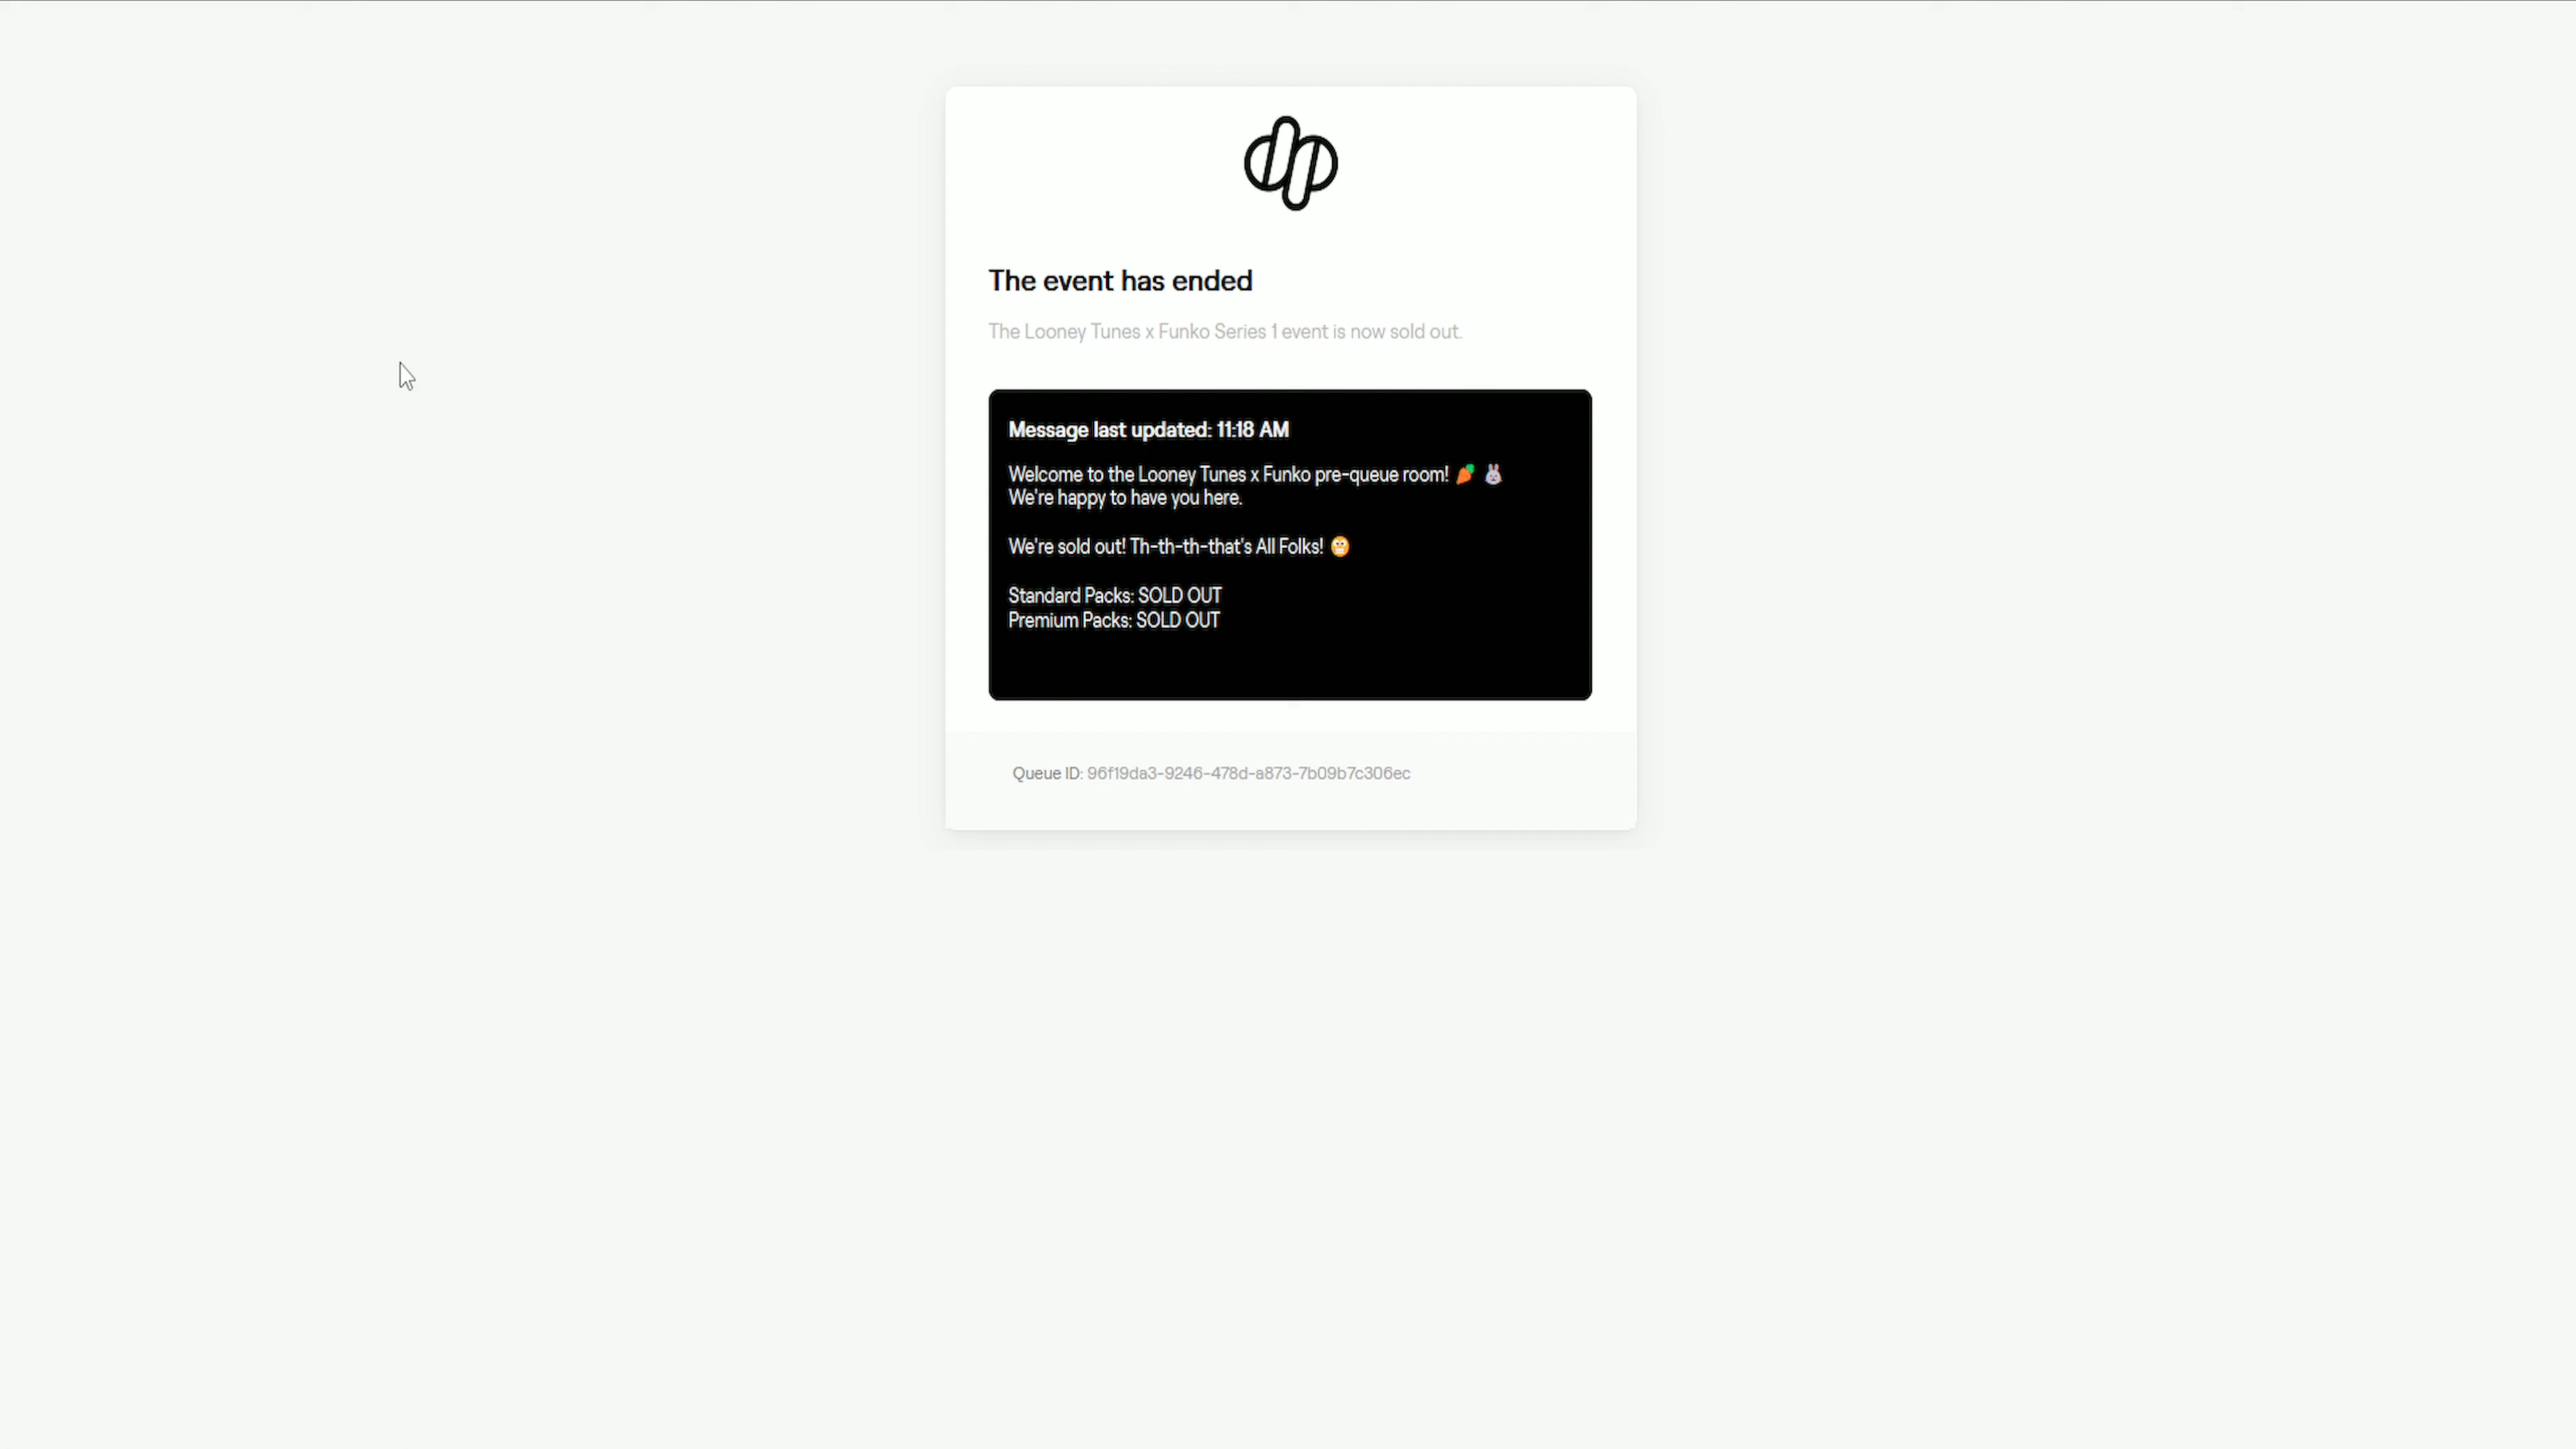 The event has ended
The Looney Tunes x Funko Series 1 event is now sold out.
Message last updated: 11:18 AM
Welcome to the Looney Tunes x Funko pre-queue room! 🥕 🐰
We're happy to have you here.
We're sold out! Th-th-th-that's All Folks! 😬
Standard Packs: SOLD OUT
Premium Packs: SOLD OUT
Queue ID: 96f19da3-9246-478d-a873-7b09b7c306ec